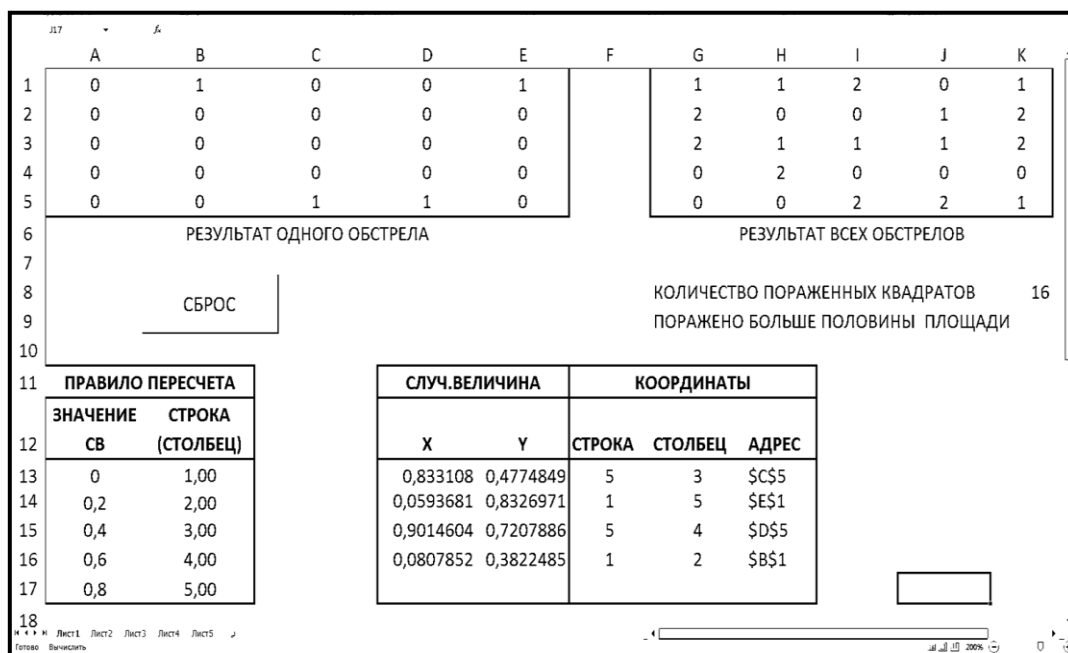 J17 fx
A B C D E F G H I J K
1 0 1 0 0 1 1 1 2 0 1
2 0 0 0 0 0 2 0 0 1 2
3 0 0 0 0 0 2 1 1 1 2
4 0 0 0 0 0 0 2 0 0 0
5 0 0 1 1 0 0 0 2 2 1
6 РЕЗУЛЬТАТ ОДНОГО ОБСТРЕЛА РЕЗУЛЬТАТ ВСЕХ ОБСТРЕЛОВ
7
8 КОЛИЧЕСТВО ПОРАЖЕННЫХ КВАДРАТОВ 16
СБРОС
9 ПОРАЖЕНО БОЛЬШЕ ПОЛОВИНЫ ПЛОЩАДИ
10
11 ПРАВИЛО ПЕРЕСЧЕТА СЛУЧ.ВЕЛИЧИНА КООРДИНАТЫ
ЗНАЧЕНИЕ СТРОКА
12 СВ (СТОЛБЕЦ) X Y СТРОКА СТОЛБЕЦ АДРЕС
13 0 1,00 0,833108 0,4774849 5 3 $C$5
14 0,2 2,00 0,0593681 0,8326971 1 5 $E$1
15 0,4 3,00 0,9014604 0,7207886 5 4 $D$5
16 0,6 4,00 0,0807852 0,3822485 1 2 $B$1
17 0,8 5,00
18
Лист1 Лист2 Лист3 Лист4 Лист5
Готово Вычислить 200%